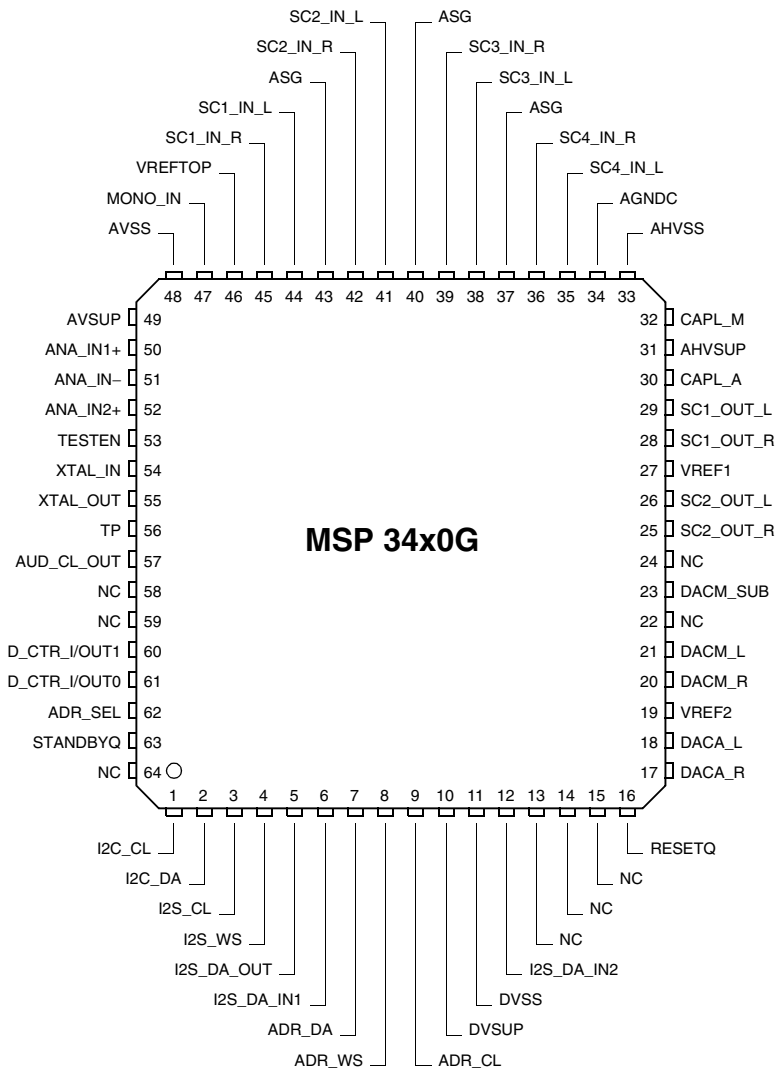 SC2_IN_L ASG
SC2_IN_R SC3_IN_R
ASG SC3_IN_L
SC1_IN_L ASG
SC1_IN_R SC4_IN_R
VREFTOP SC4_IN_L
MONO_IN AGNDC
AVSS AHVSS
48 47 46 45 44 43 42 41 40 39 38 37 36 35 34 33
AVSUP 49 32 CAPL_M
ANA_IN1+ 50 31 AHVSUP
ANA_IN− 51 30 CAPL_A
ANA_IN2+ 52 29 SC1_OUT_L
TESTEN 53 28 SC1_OUT_R
XTAL_IN 54 27 VREF1
XTAL_OUT 55 26 SC2_OUT_L
TP 56 25 SC2_OUT_R
MSP 34x0G
AUD_CL_OUT 57 24 NC
NC 58 23 DACM_SUB
NC 59 22 NC
D_CTR_I/OUT1 60 21 DACM_L
D_CTR_I/OUT0 61 20 DACM_R
ADR_SEL 62 19 VREF2
STANDBYQ 63 18 DACA_L
NC 64 17 DACA_R
1 2 3 4 5 6 7 8 9 10 11 12 13 14 15 16
I2C_CL RESETQ
I2C_DA NC
I2S_CL NC
I2S_WS NC
I2S_DA_OUT I2S_DA_IN2
I2S_DA_IN1 DVSS
ADR_DA DVSUP
ADR_WS ADR_CL